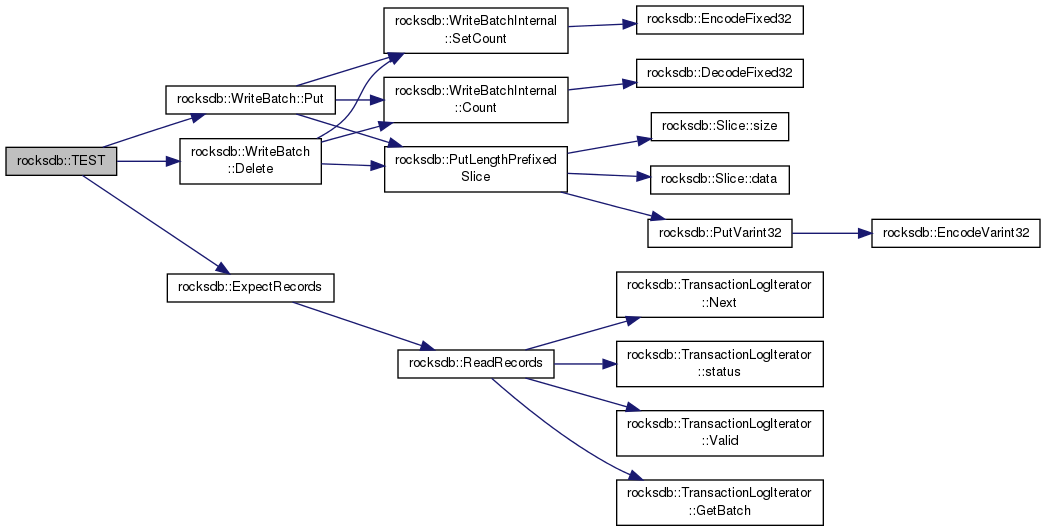 rocksdb::TEST
rocksdb::WriteBatch::Put
rocksdb::WriteBatch
::Delete
rocksdb::ExpectRecords
rocksdb::WriteBatchInternal
::SetCount
rocksdb::WriteBatchInternal
::Count
rocksdb::PutLengthPrefixed
Slice
rocksdb::ReadRecords
rocksdb::EncodeFixed32
rocksdb::DecodeFixed32
rocksdb::Slice::size
rocksdb::Slice::data
rocksdb::PutVarint32
rocksdb::EncodeVarint32
rocksdb::TransactionLogIterator
::Next
rocksdb::TransactionLogIterator
::status
rocksdb::TransactionLogIterator
::Valid
rocksdb::TransactionLogIterator
::GetBatch